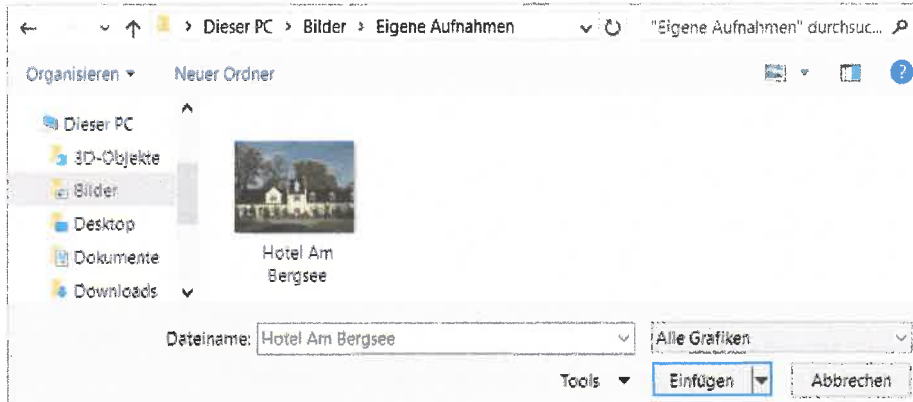 Dieser PC > Bilder > Eigene Aufnahmen
"Eigene Aufnahmen" durchsuc...
Organisieren Neuer Ordner
?
Dieser PC
3D-Objekte
Bilder
Desktop
Dokumente
Downloads
Hotel Am
Bergsee
Dateiname: Hotel Am Bergsee Alle Grafiken
Tools Einfügen Abbrechen